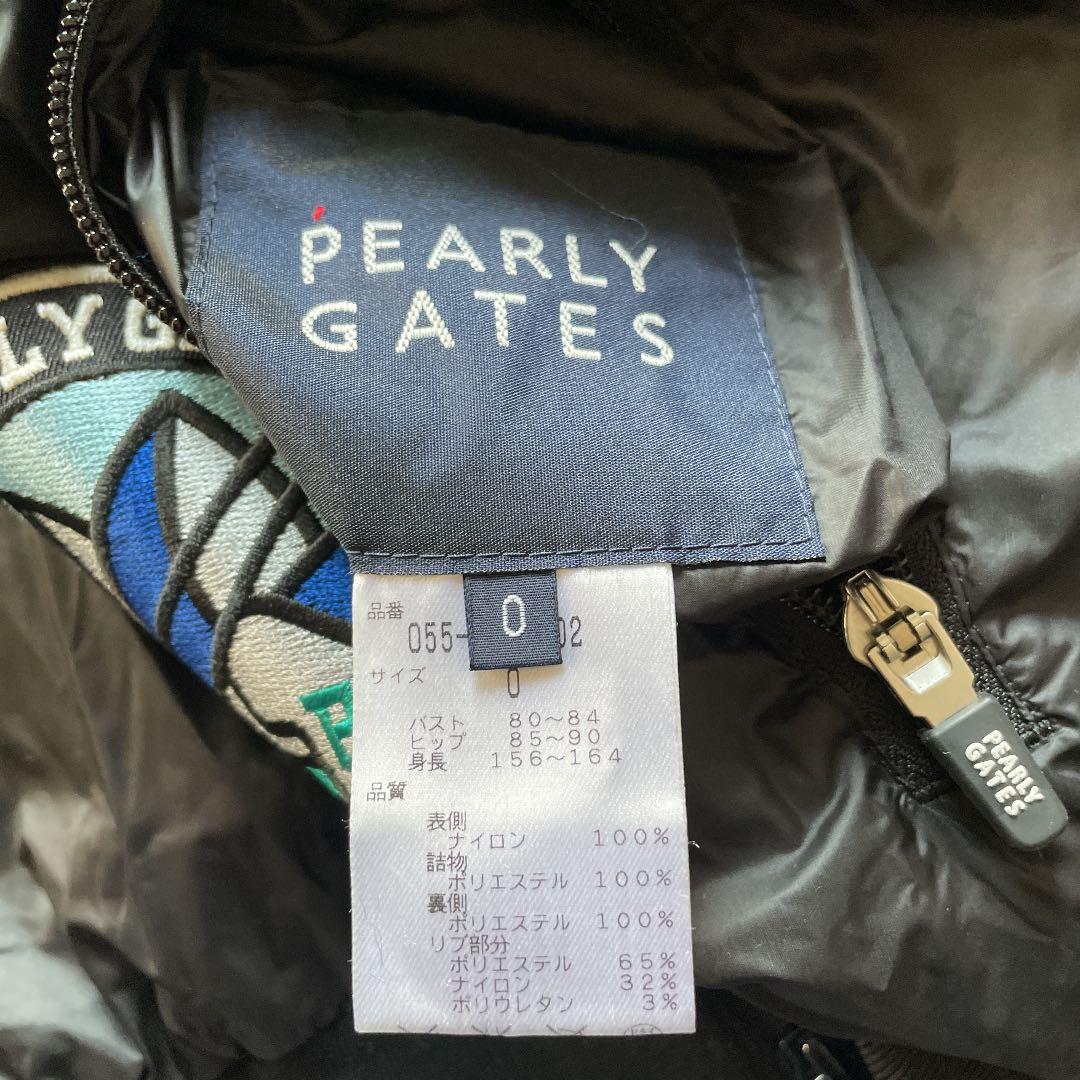 PEARLY
GATES
LYG
0
品番
055- 02
サイズ
0
バスト 80〜84
ヒップ 85〜90
身長 156〜164
品質
表側
ナイロン 100%
詰物
ポリエステル 100%
裏側
ポリエステル 100%
リブ部分
ポリエステル 65%
ナイロン 32%
ポリウレタン 3%
PEARLY
GATES